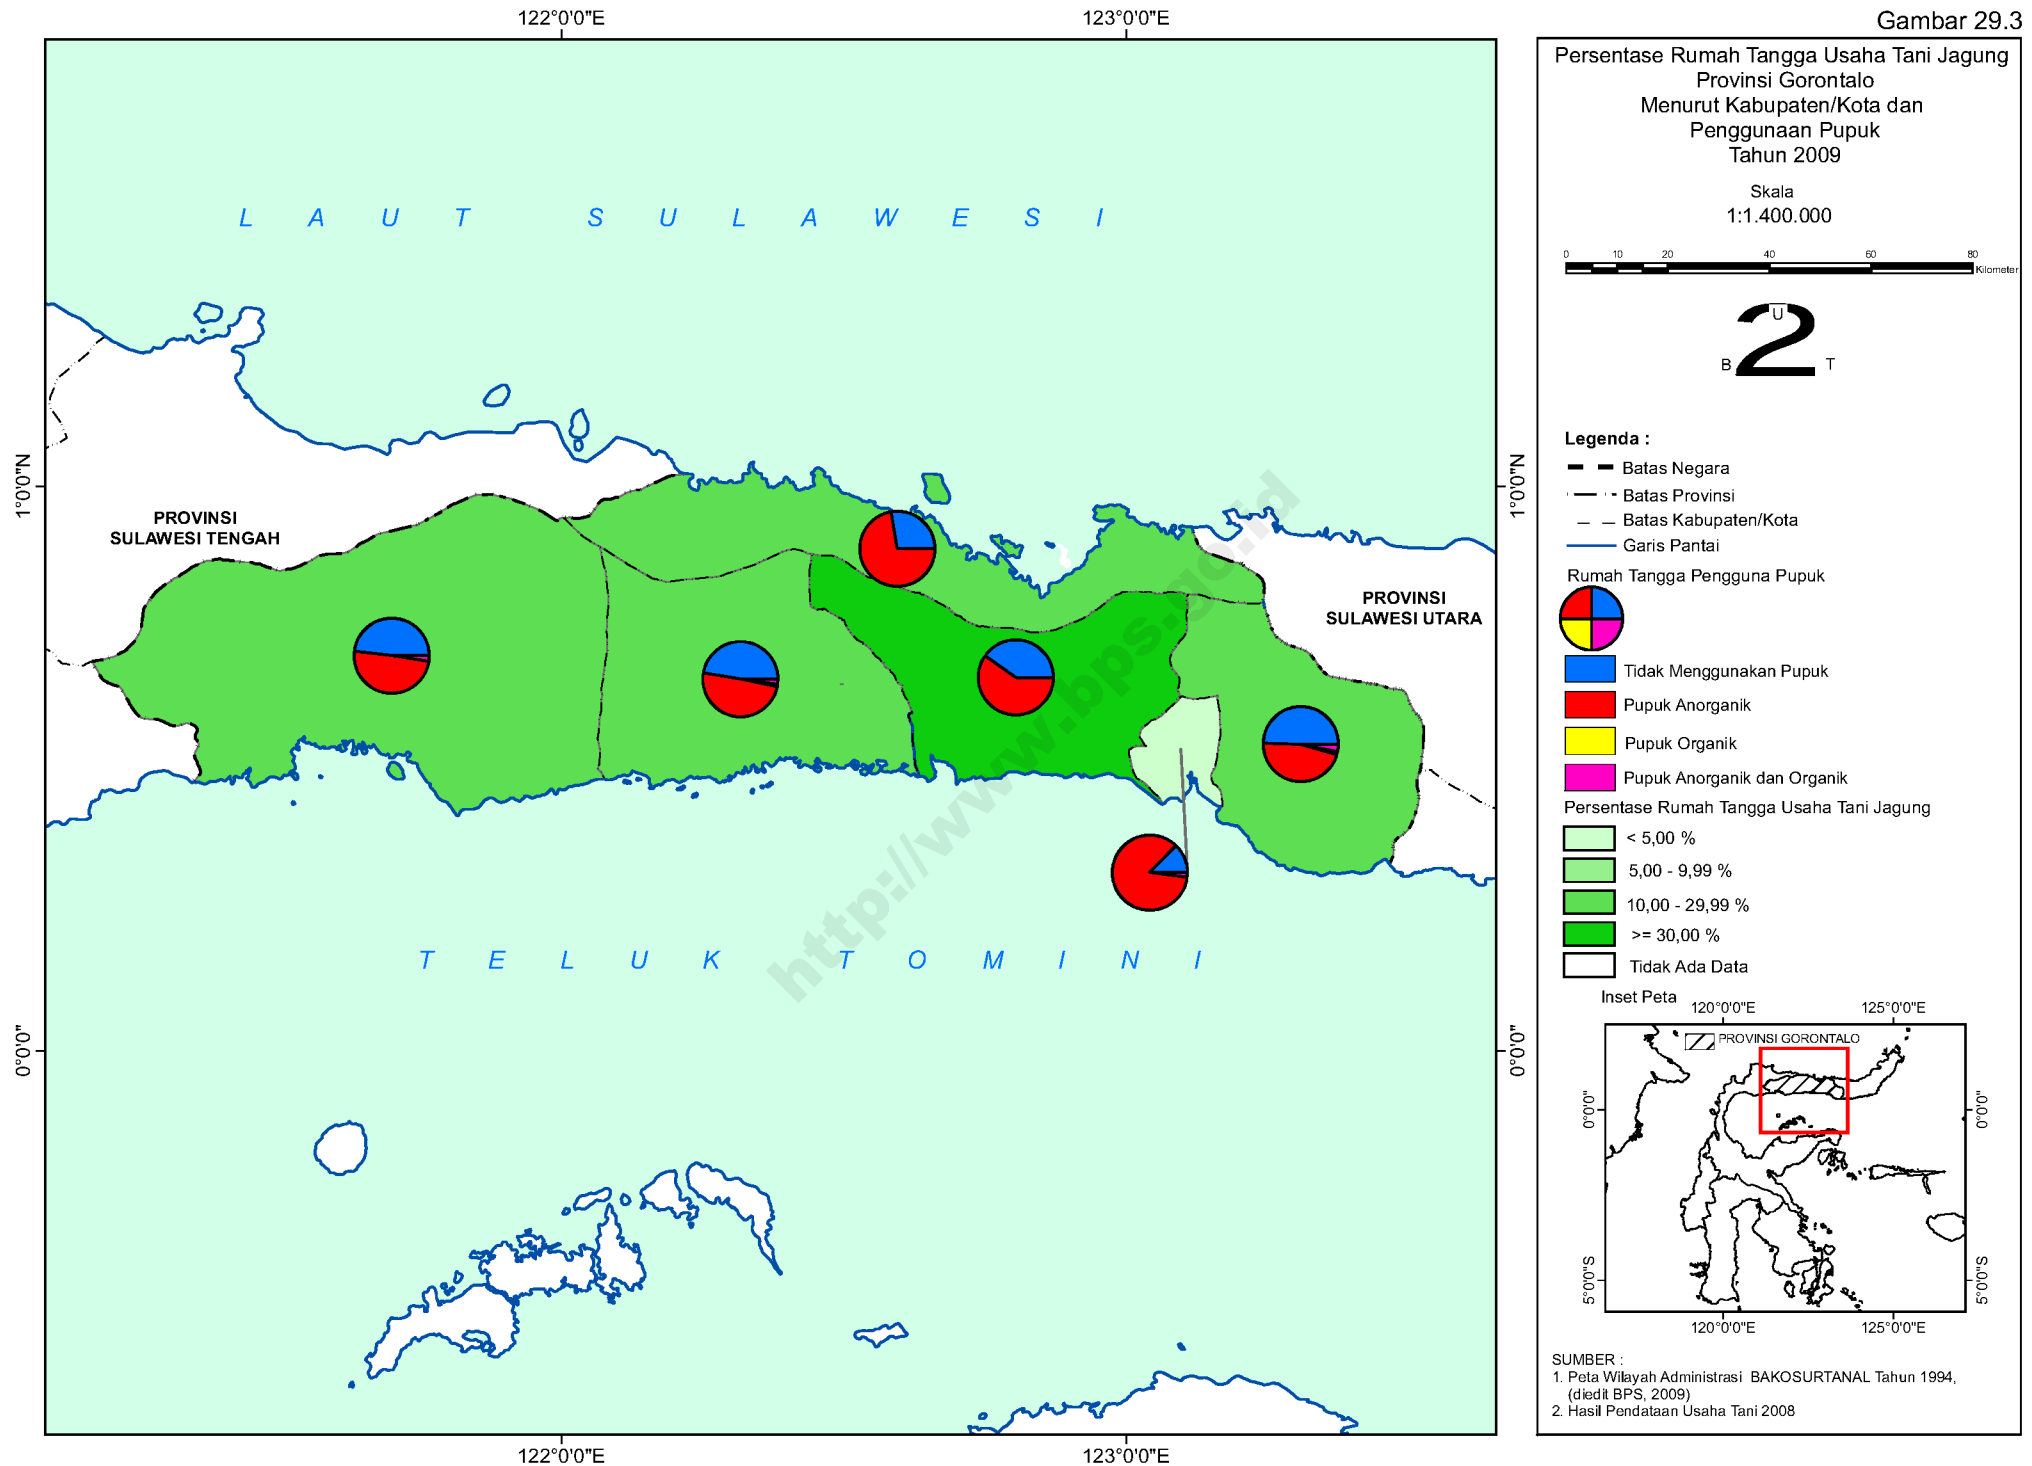 Gambar 29.3
122°0'0"E
123°0'0"E
1°0'0"N
1°0'0"N
0°0'0"
0°0'0"
122°0'0"E
123°0'0"E
LAUT SULAWESI
PROVINSI
SULAWESI TENGAH
PROVINSI
SULAWESI UTARA
TELUK TOMINI
http://www.bps.go.id
Persentase Rumah Tangga Usaha Tani Jagung
Provinsi Gorontalo
Menurut Kabupaten/Kota dan
Penggunaan Pupuk
Tahun 2009
Skala
1:1.400.000
0 10 20 40 60 80
Kilometer
U
2
B T
Legenda :
Batas Negara
Batas Provinsi
Batas Kabupaten/Kota
Garis Pantai
Rumah Tangga Pengguna Pupuk
Tidak Menggunakan Pupuk
Pupuk Anorganik
Pupuk Organik
Pupuk Anorganik dan Organik
Persentase Rumah Tangga Usaha Tani Jagung
< 5,00 %
5,00 - 9,99 %
10,00 - 29,99 %
>= 30,00 %
Tidak Ada Data
Inset Peta
120°0'0"E
125°0'0"E
PROVINSI GORONTALO
0°0'0"
0°0'0"
5°0'0"S
5°0'0"S
120°0'0"E
125°0'0"E
SUMBER :
1. Peta Wilayah Administrasi BAKOSURTANAL Tahun 1994,
(diedit BPS, 2009)
2. Hasil Pendataan Usaha Tani 2008